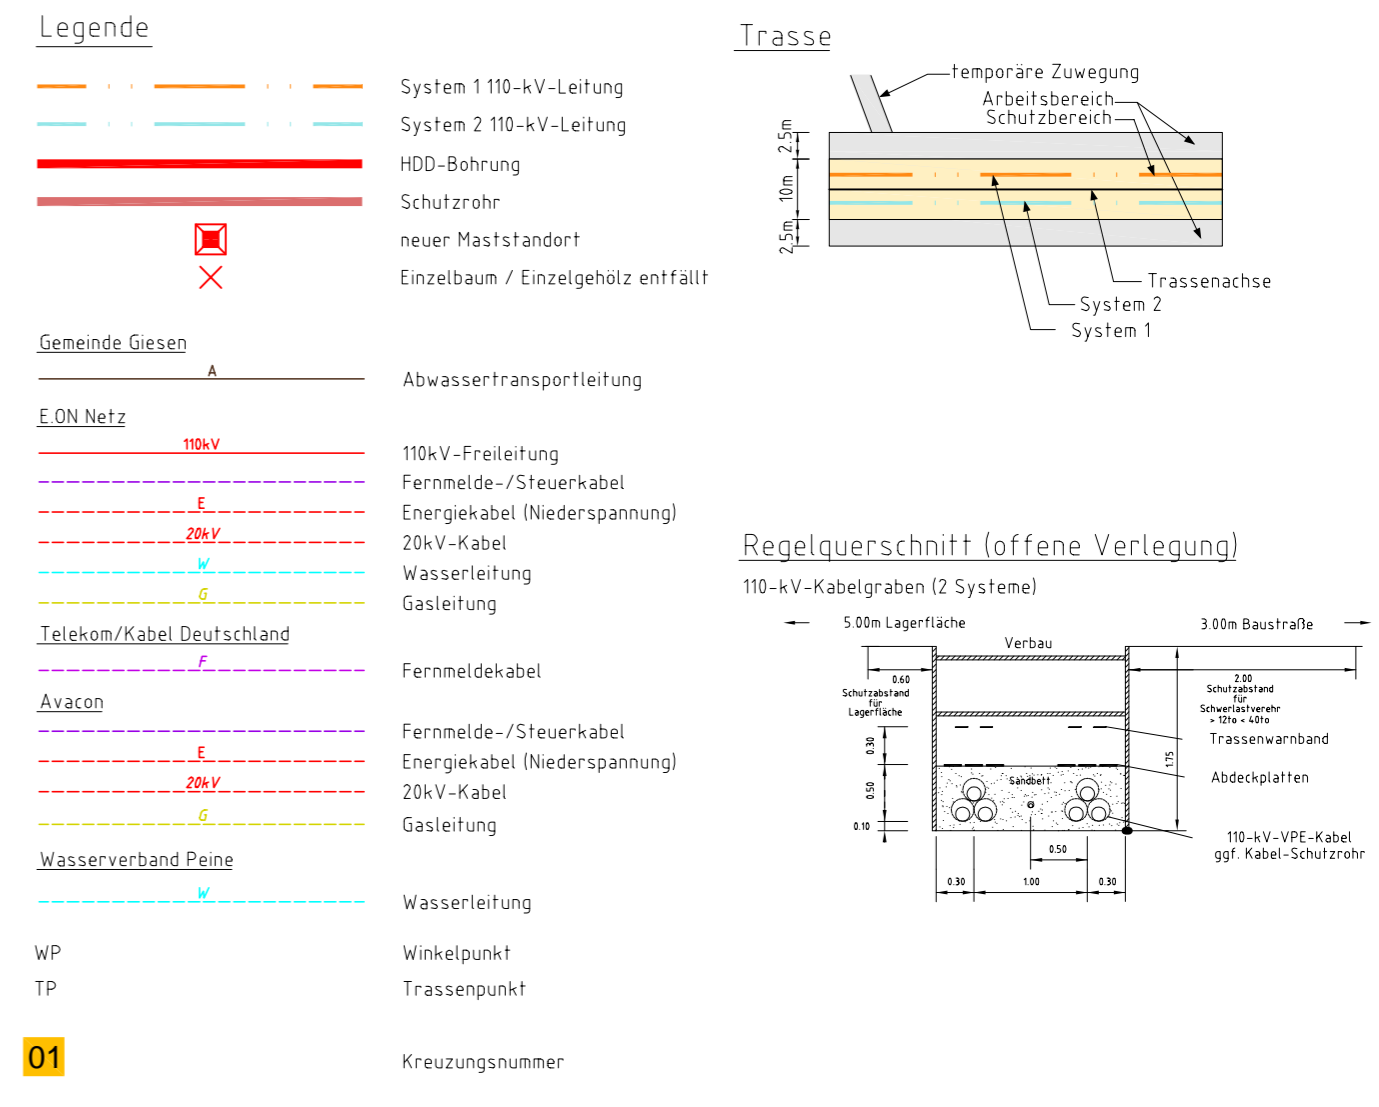 Legende
System 1 110-kV-Leitung
System 2 110-kV-Leitung
HDD-Bohrung
Schutzrohr
neuer Maststandort
Einzelbaum / Einzelgehölz entfällt
Gemeinde Giesen
A
Abwassertransportleitung
E.ON Netz
110kV
110kV-Freileitung
Fernmelde-/Steuerkabel
E
Energiekabel (Niederspannung)
20kV
20kV-Kabel
W
Wasserleitung
G
Gasleitung
Telekom/Kabel Deutschland
F
Fernmeldekabel
Avacon
Fernmelde-/Steuerkabel
E
Energiekabel (Niederspannung)
20kV
20kV-Kabel
G
Gasleitung
Wasserverband Peine
W
Wasserleitung
WP
Winkelpunkt
TP
Trassenpunkt
01
Kreuzungsnummer
Trasse
temporäre Zuwegung
Arbeitsbereich
Schutzbereich
2.5m
10m
2.5m
Trassenachse
System 2
System 1
Regelquerschnitt (offene Verlegung)
110-kV-Kabelgraben (2 Systeme)
5.00m Lagerfläche
3.00m Baustraße
Verbau
0.60
Schutzabstand
für
Lagerfläche
2.00
Schutzabstand
für
Schwerlastverehr
> 12to < 40to
Trassenwarnband
0.30
1.75
Abdeckplatten
Sandbett
0.50
0.10
110-kV-VPE-Kabel
ggf. Kabel-Schutzrohr
0.50
0.30
1.00
0.30